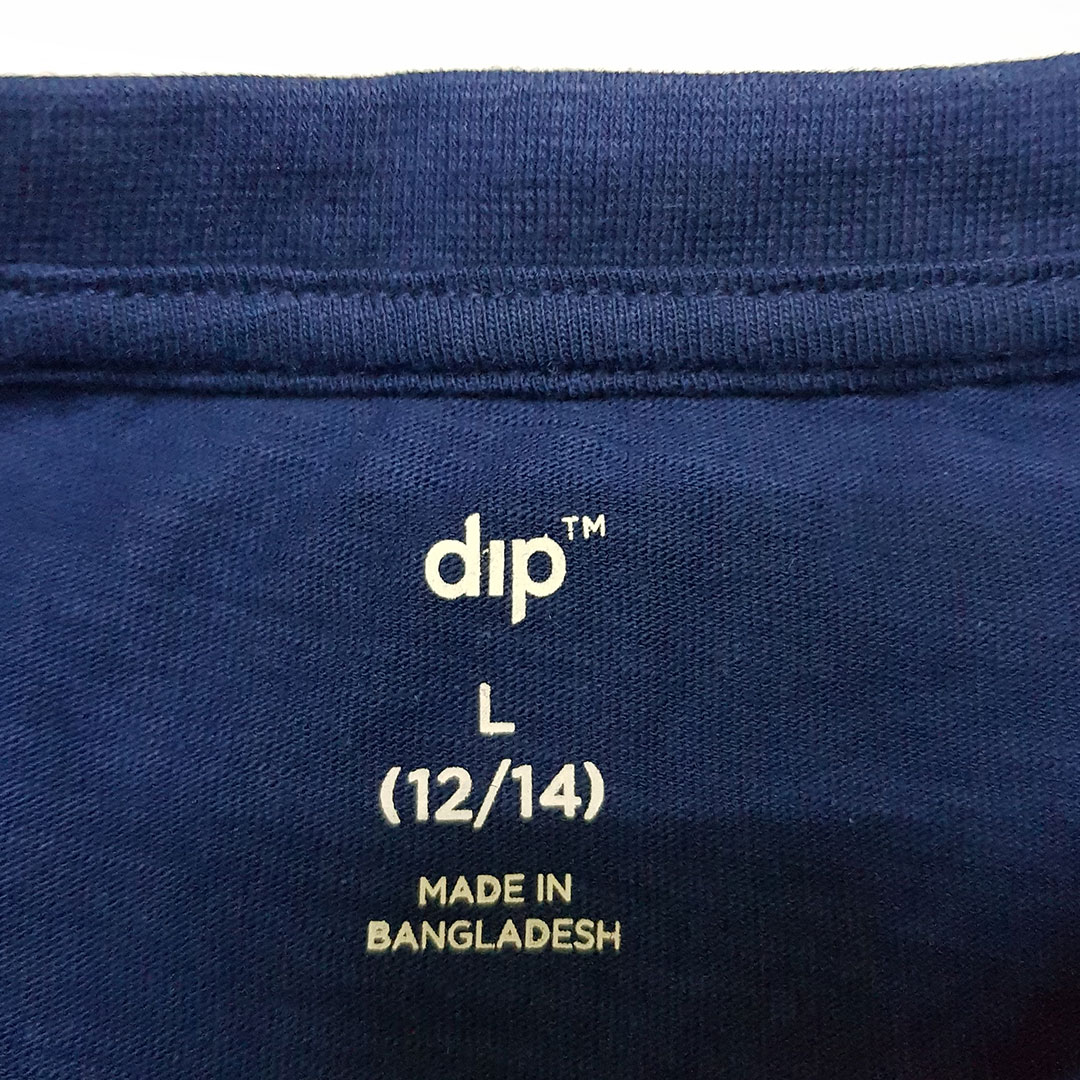 dip™
L
(12/14)
MADE IN
BANGLADESH